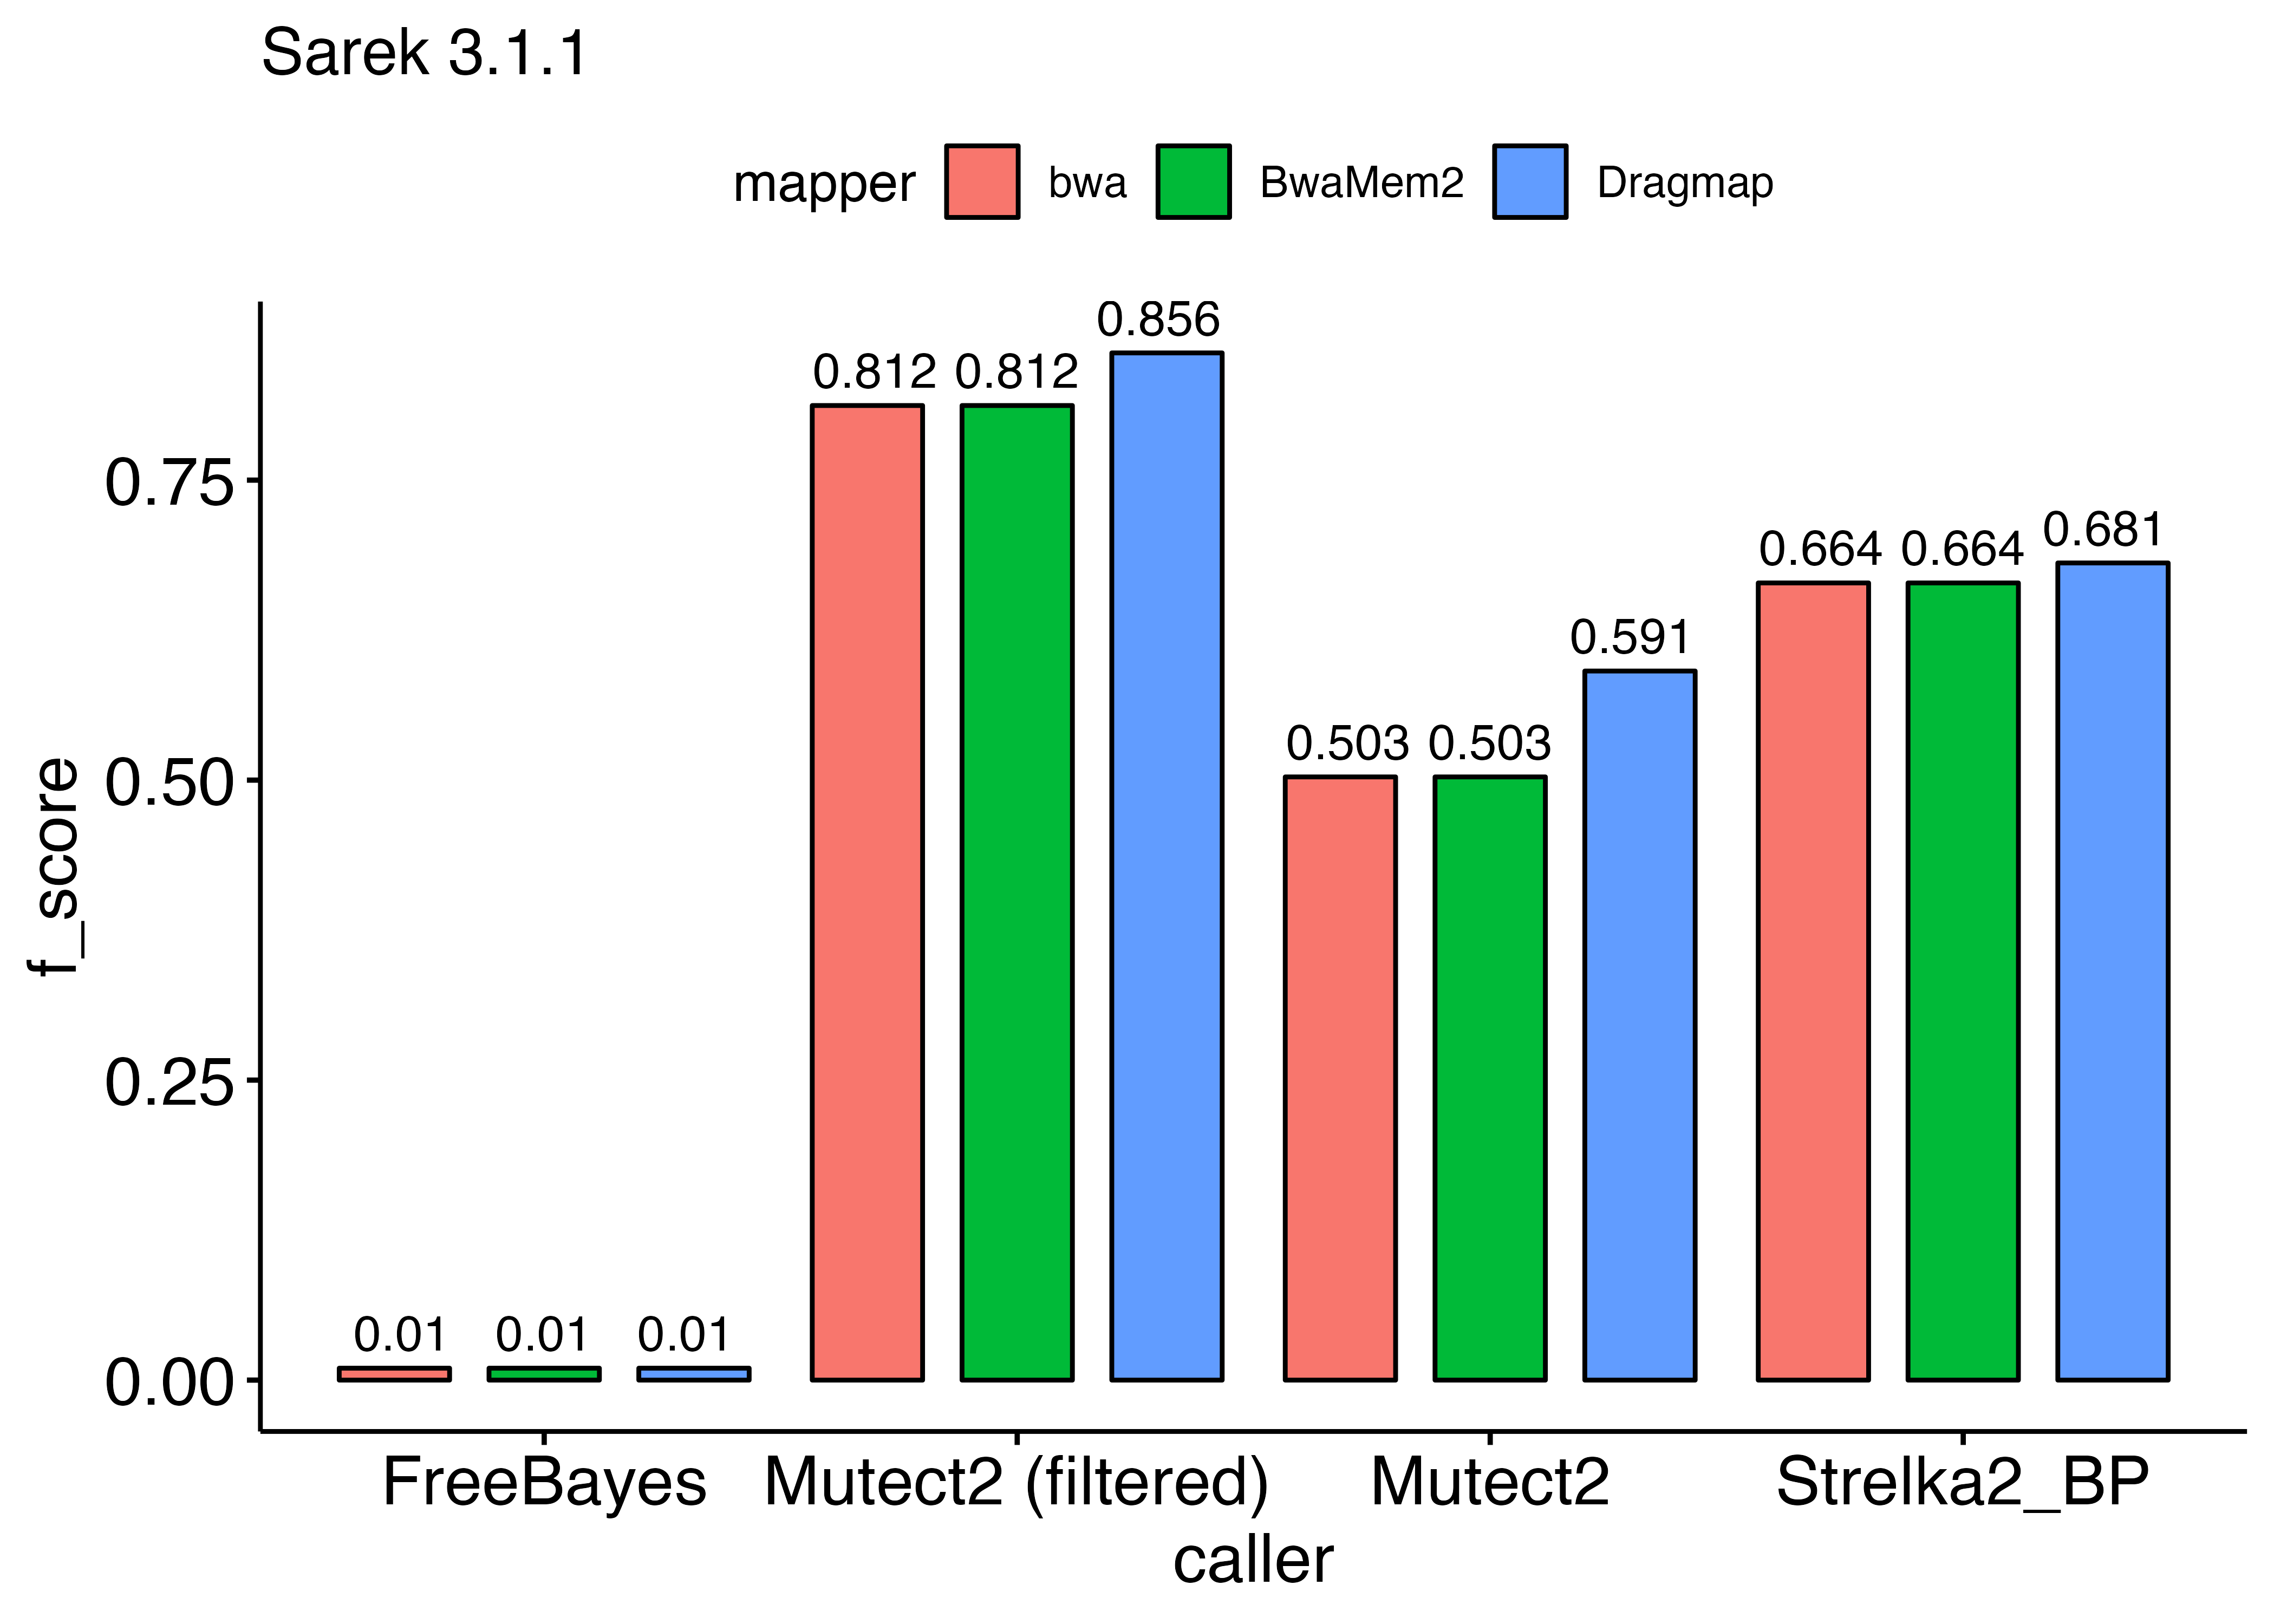 Sarek 3.1.1
mapper bwa BwaMem2 Dragmap
0.856
0.812 0.812
0.75
0.681
0.664 0.664
0.591
0.503 0.503
0.50
0.25
0.01 0.01 0.01
0.00
f_score
FreeBayes Mutect2 (filtered) Mutect2 Strelka2_BP
caller